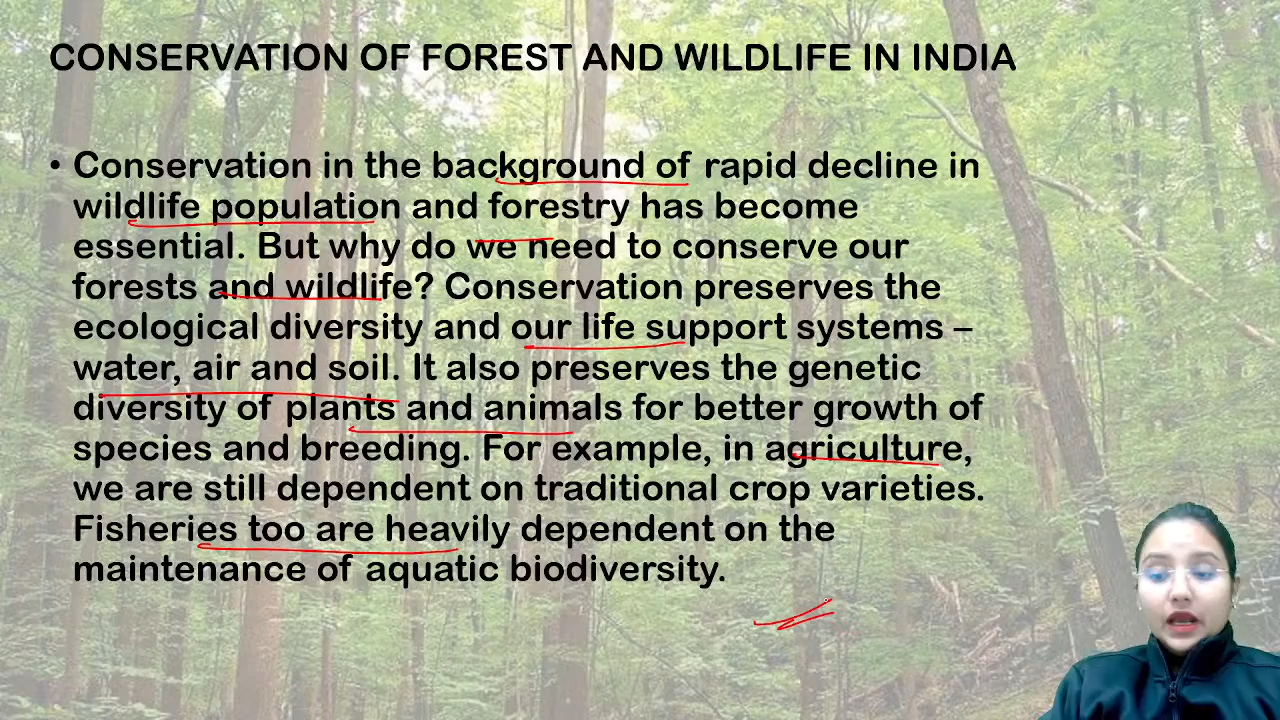 CONSERVATION OF FOREST AND WILDLIFE IN INDIA
• Conservation in the background of rapid decline in
wildlife population and forestry has become
essential. But why do we need to conserve our
forests and wildlife? Conservation preserves the
ecological diversity and our life support systems –
water, air and soil. It also preserves the genetic
diversity of plants and animals for better growth of
species and breeding. For example, in agriculture,
we are still dependent on traditional crop varieties.
Fisheries too are heavily dependent on the
maintenance of aquatic biodiversity.